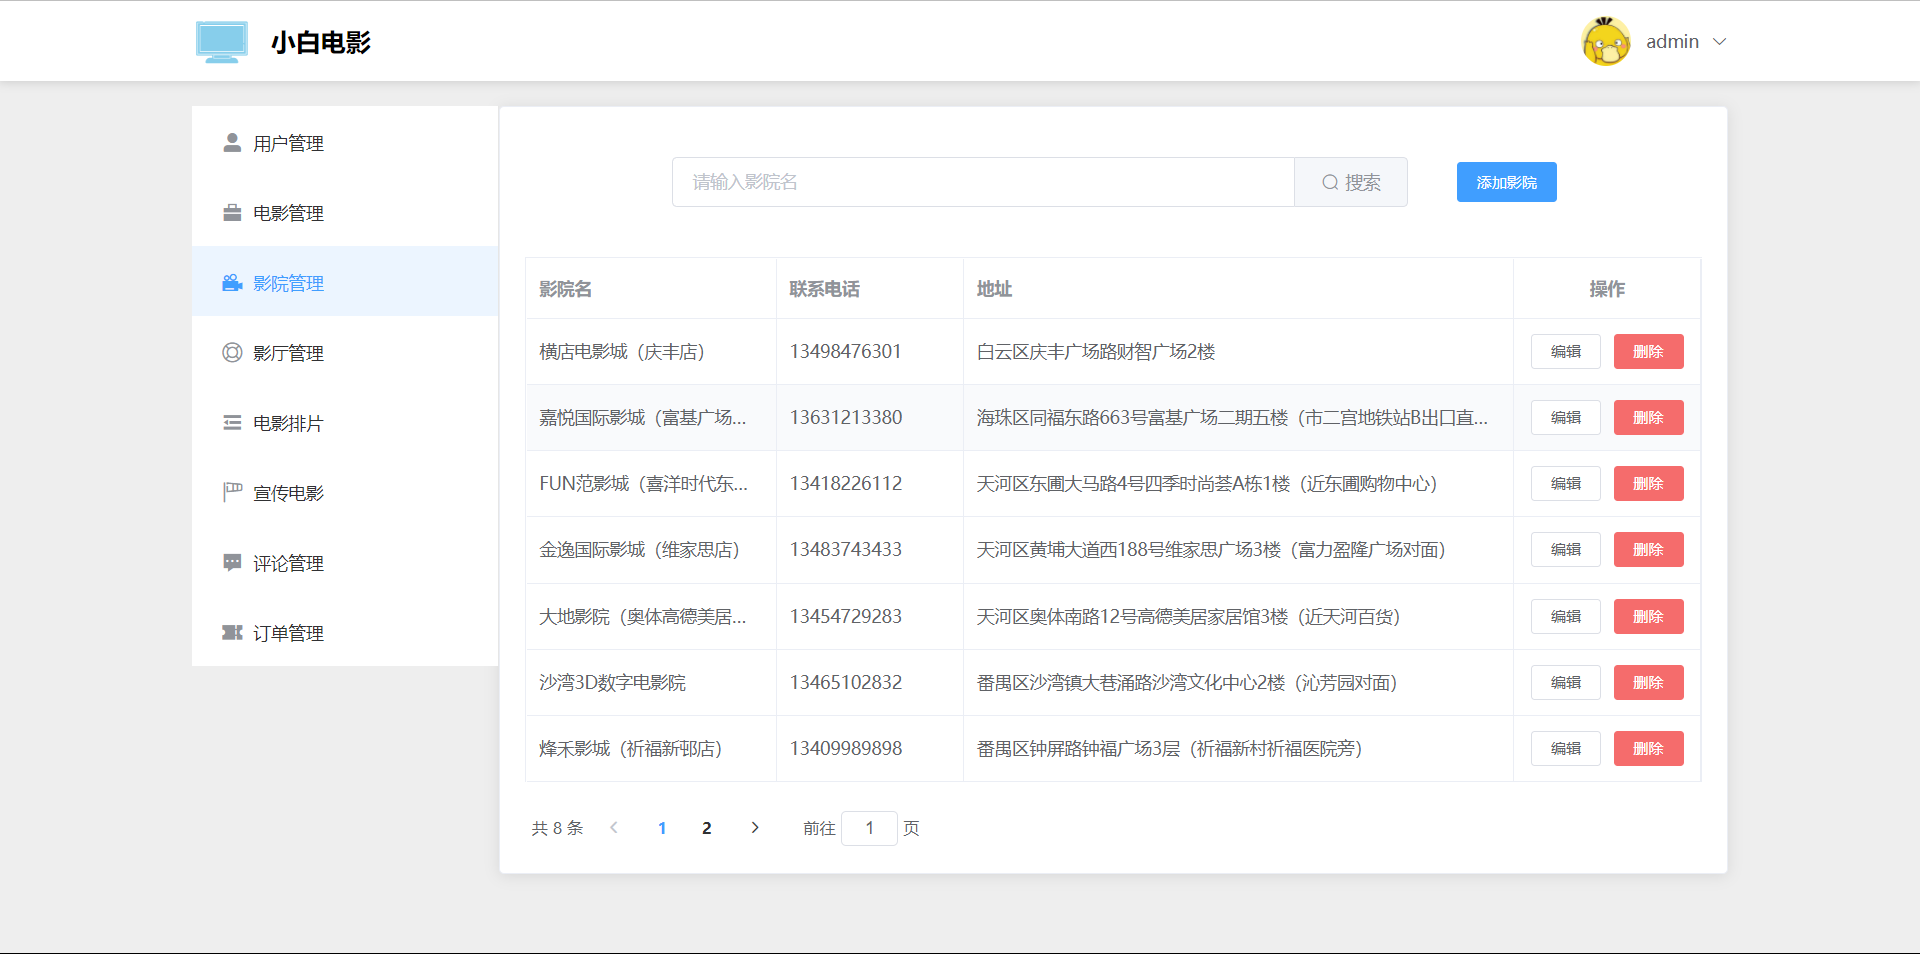 小白电影
admin
用户管理
电影管理
影院管理
影厅管理
电影排片
宣传电影
评论管理
订单管理
请输入影院名
搜索
添加影院
影院名 联系电话 地址 操作
横店电影城（庆丰店） 13498476301 白云区庆丰广场路财智广场2楼 编辑 删除
嘉悦国际影城（富基广场... 13631213380 海珠区同福东路663号富基广场二期五楼（市二宫地铁站B出口直... 编辑 删除
FUN范影城（喜洋时代东... 13418226112 天河区东圃大马路4号四季时尚荟A栋1楼（近东圃购物中心） 编辑 删除
金逸国际影城（维家思店） 13483743433 天河区黄埔大道西188号维家思广场3楼（富力盈隆广场对面） 编辑 删除
大地影院（奥体高德美居... 13454729283 天河区奥体南路12号高德美居家居馆3楼（近天河百货） 编辑 删除
沙湾3D数字电影院 13465102832 番禺区沙湾镇大巷涌路沙湾文化中心2楼（沁芳园对面） 编辑 删除
烽禾影城（祈福新邨店） 13409989898 番禺区钟屏路钟福广场3层（祈福新村祈福医院旁） 编辑 删除
共 8 条 1 2 前往 1 页